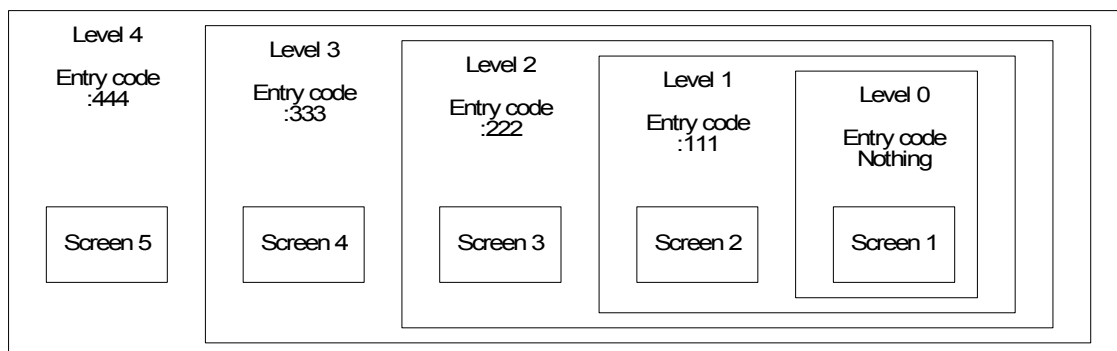 Level 4
Entry code
:444
Screen 5
Level 3
Entry code
:333
Screen 4
Level 2
Entry code
:222
Screen 3
Level 1
Entry code
:111
Screen 2
Level 0
Entry code
Nothing
Screen 1